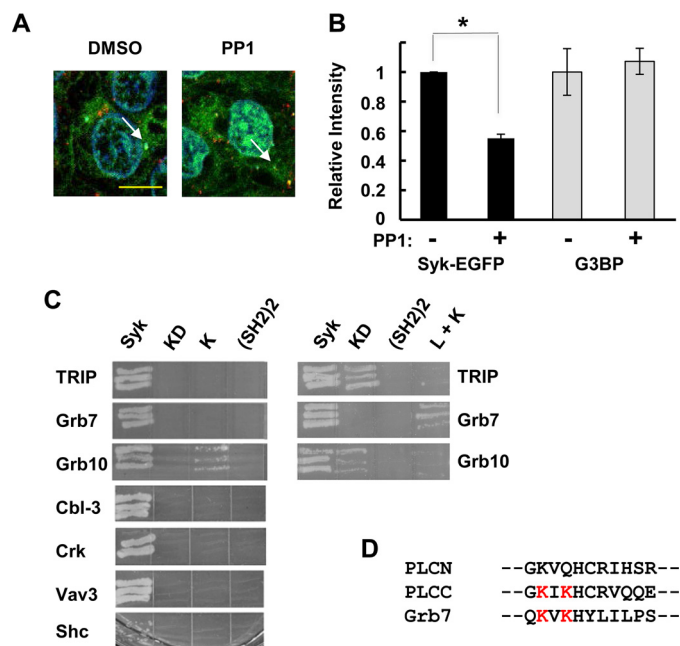 A
DMSO PP1
B
*
Relative Intensity
1
0.8
0.6
0.4
0.2
0
PP1: - + - +
Syk-EGFP G3BP
C
Syk KD K (SH2)2
Syk KD (SH2)2 L + K
TRIP TRIP
Grb7 Grb7
Grb10 Grb10
Cbl-3
Crk
Vav3
Shc
D
PLCN --GKVQHCRIHSR--
PLCC --GKIKHCRVQQE--
Grb7 --QKVKHYLILPS--